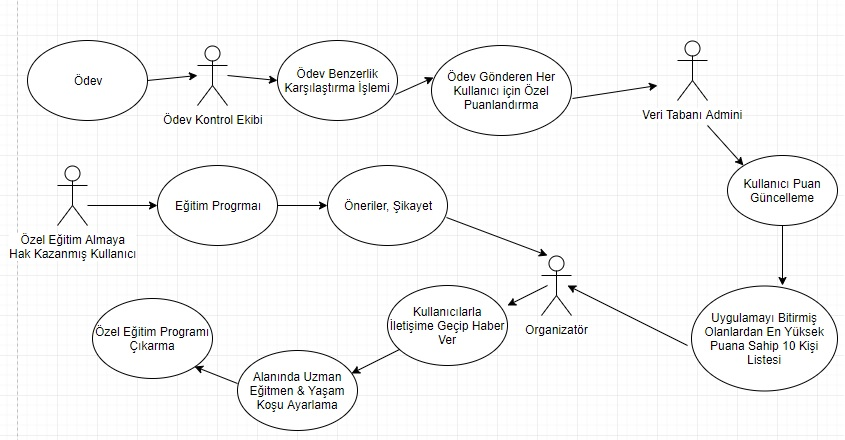 Ödev
Ödev Kontrol Ekibi
Ödev Benzerlik
Karşılaştırma İşlemi
Ödev Gönderen Her
Kullanıcı için Özel
Puanlandırma
Veri Tabanı Admini
Kullanıcı Puan
Güncelleme
Özel Eğitim Almaya
Hak Kazanmış Kullanıcı
Eğitim Progrmaı
Öneriler, Şikayet
Organizatör
Uygulamayı Bitirmiş
Olanlardan En Yüksek
Puana Sahip 10 Kişi
Listesi
Kullanıcılarla
İletişime Geçip Haber
Ver
Alanında Uzman
Eğitmen & Yaşam
Koşu Ayarlama
Özel Eğitim Programı
Çıkarma